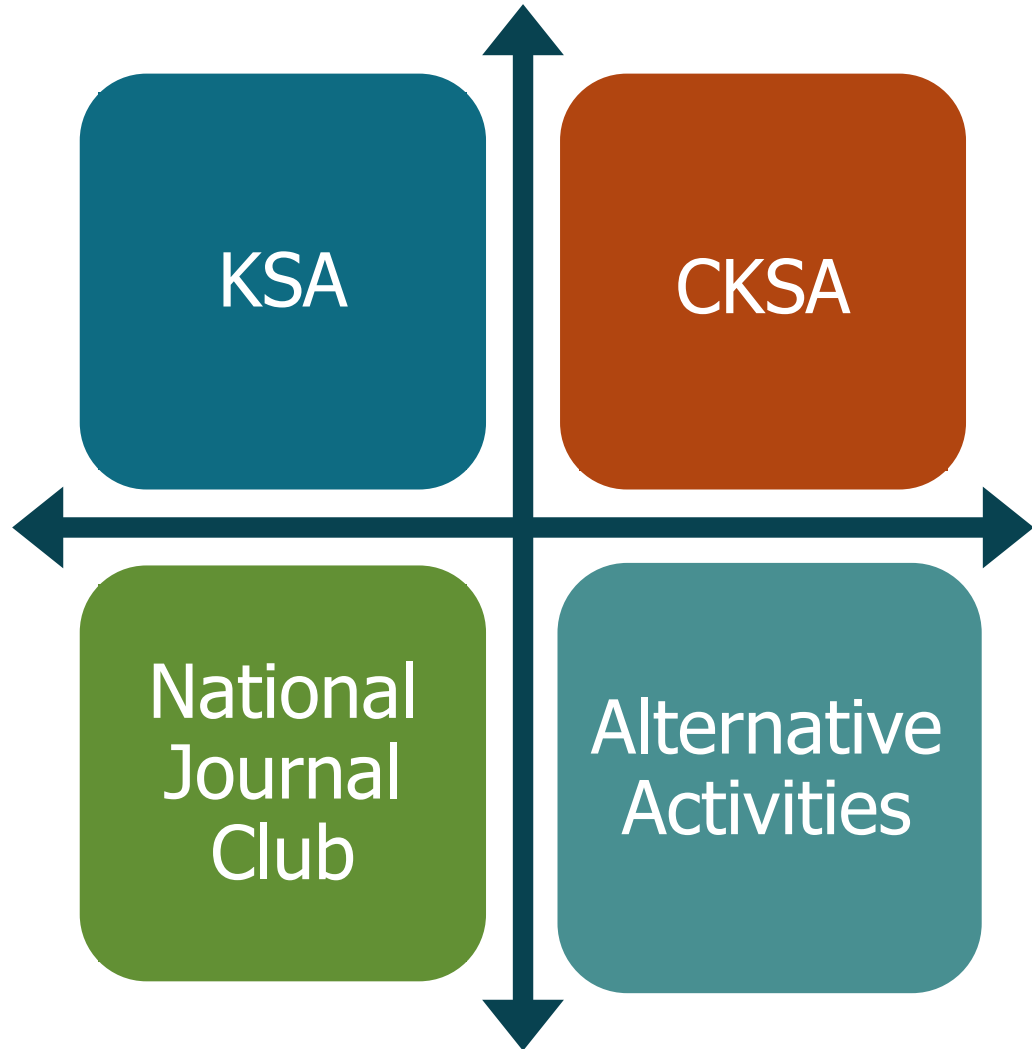 KSA
CKSA
National
Journal
Club
Alternative
Activities